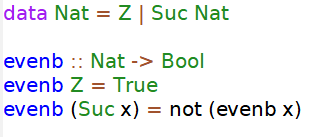 data Nat = Z | Suc Nat
evenb :: Nat -> Bool
evenb Z = True
evenb (Suc x) = not (evenb x)